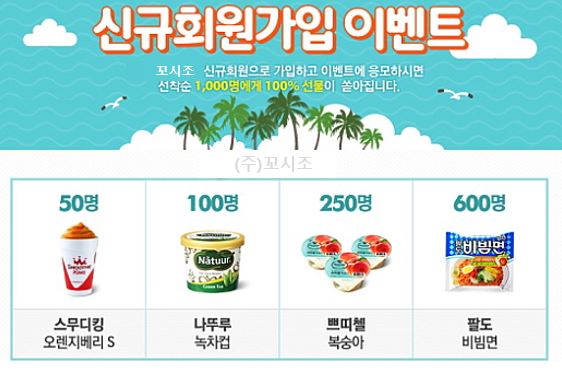 신규회원가입 이벤트
꼬시조 신규회원으로 가입하고 이벤트에 응모하시면
선착순 1,000명에게 100% 선물이 쏟아집니다.
(주)꼬시조
50명 100명 250명 600명
SMOOTHIE KING
Natuur
Green Tea
비빔면
스무디킹 나뚜루 쁘띠첼 팔도
오렌지베리 S 녹차컵 복숭아 비빔면